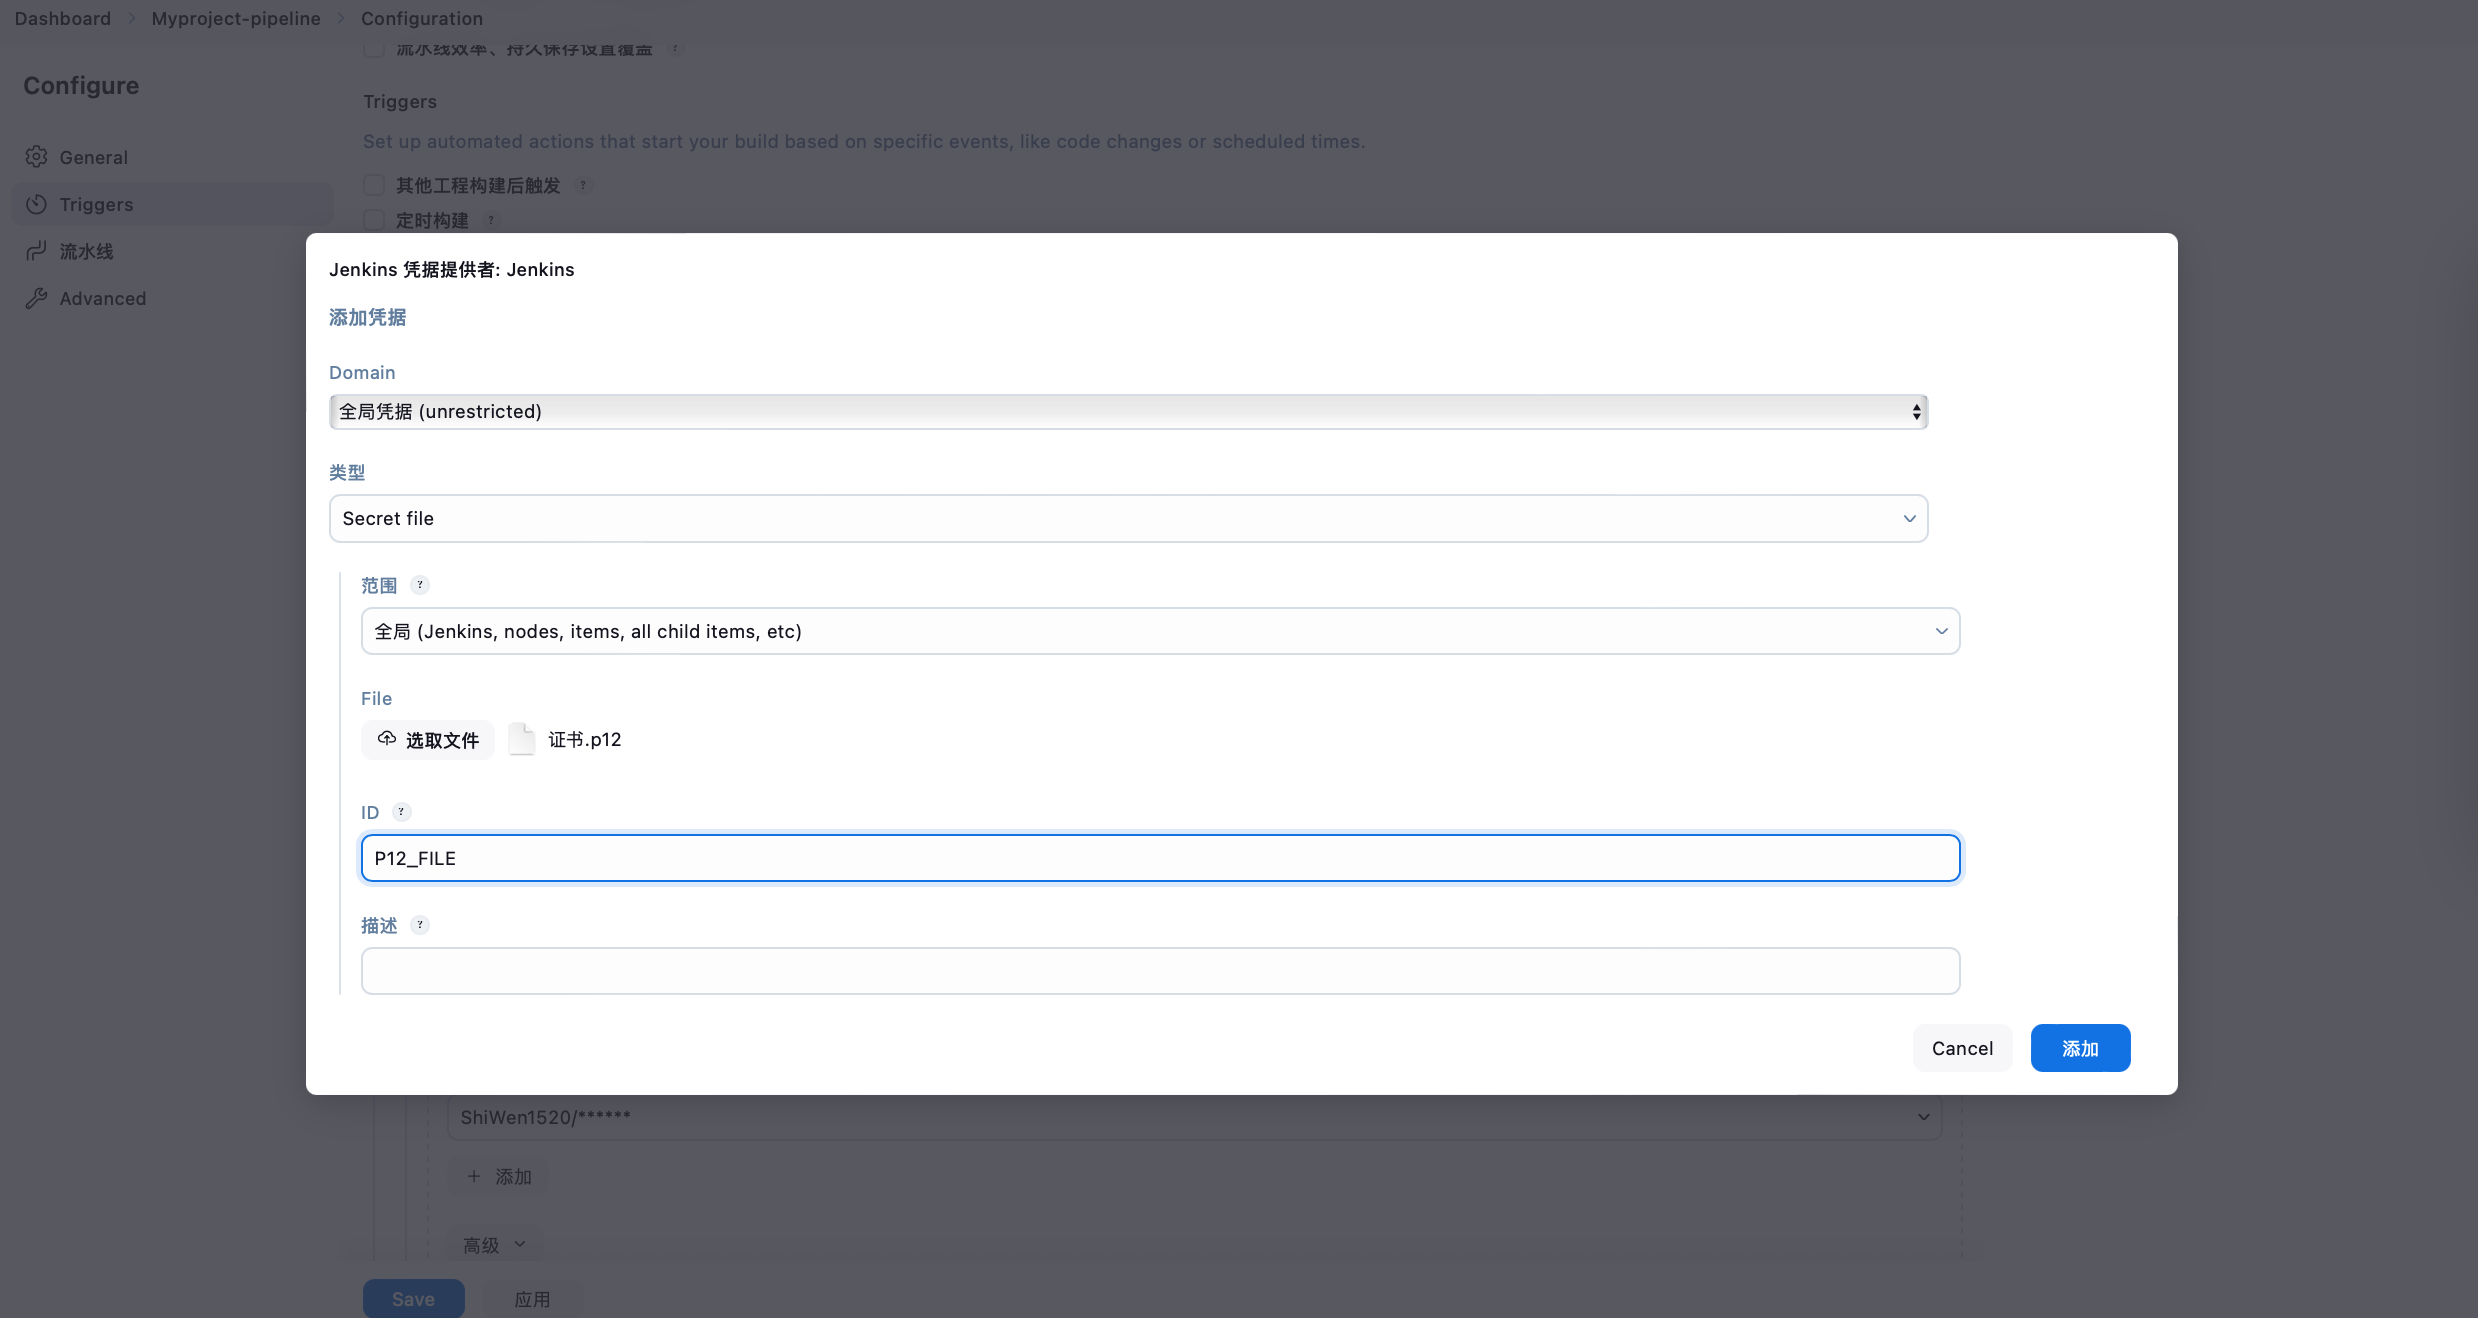 Dashboard > Myproject-pipeline > Configuration
流水线效率、持久保存设置覆盖 ?
Configure
General
Triggers
流水线
Advanced
Triggers
Set up automated actions that start your build based on specific events, like code changes or scheduled times.
其他工程构建后触发 ?
定时构建 ?
Jenkins 凭据提供者: Jenkins
添加凭据
Domain
全局凭据 (unrestricted)
类型
Secret file
范围 ?
全局 (Jenkins, nodes, items, all child items, etc)
File
选取文件 证书.p12
ID ?
P12_FILE
描述 ?
Cancel 添加
ShiWen1520/******
+ 添加
高级
Save 应用